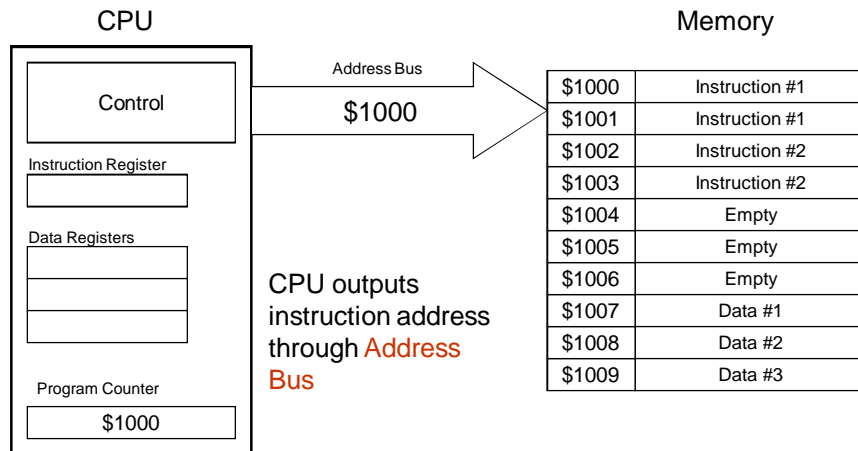 CPU
Memory
Control
Address Bus
$1000
Instruction Register
Data Registers
Program Counter
$1000
CPU outputs
instruction address
through Address
Bus
$1000 Instruction #1
$1001 Instruction #1
$1002 Instruction #2
$1003 Instruction #2
$1004 Empty
$1005 Empty
$1006 Empty
$1007 Data #1
$1008 Data #2
$1009 Data #3